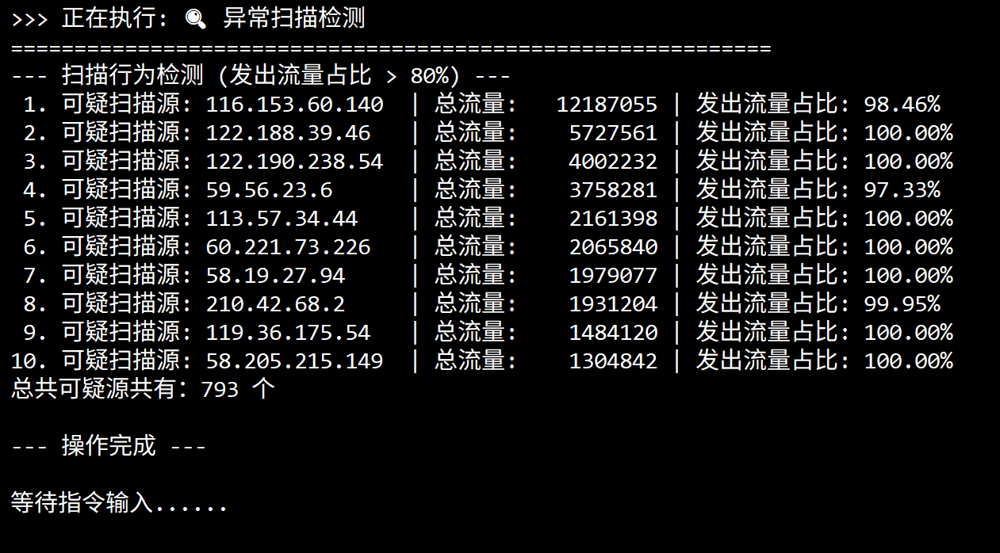 >>> 正在执行: 🔍 异常扫描检测
============================================================
--- 扫描行为检测 (发出流量占比 > 80%) ---
 1. 可疑扫描源: 116.153.60.140  | 总流量:   12187055 | 发出流量占比: 98.46%
 2. 可疑扫描源: 122.188.39.46   | 总流量:    5727561 | 发出流量占比: 100.00%
 3. 可疑扫描源: 122.190.238.54  | 总流量:    4002232 | 发出流量占比: 100.00%
 4. 可疑扫描源: 59.56.23.6      | 总流量:    3758281 | 发出流量占比: 97.33%
 5. 可疑扫描源: 113.57.34.44    | 总流量:    2161398 | 发出流量占比: 100.00%
 6. 可疑扫描源: 60.221.73.226   | 总流量:    2065840 | 发出流量占比: 100.00%
 7. 可疑扫描源: 58.19.27.94     | 总流量:    1979077 | 发出流量占比: 100.00%
 8. 可疑扫描源: 210.42.68.2     | 总流量:    1931204 | 发出流量占比: 99.95%
 9. 可疑扫描源: 119.36.175.54   | 总流量:    1484120 | 发出流量占比: 100.00%
10. 可疑扫描源: 58.205.215.149  | 总流量:    1304842 | 发出流量占比: 100.00%
总共可疑源共有: 793 个
--- 操作完成 ---
等待指令输入......